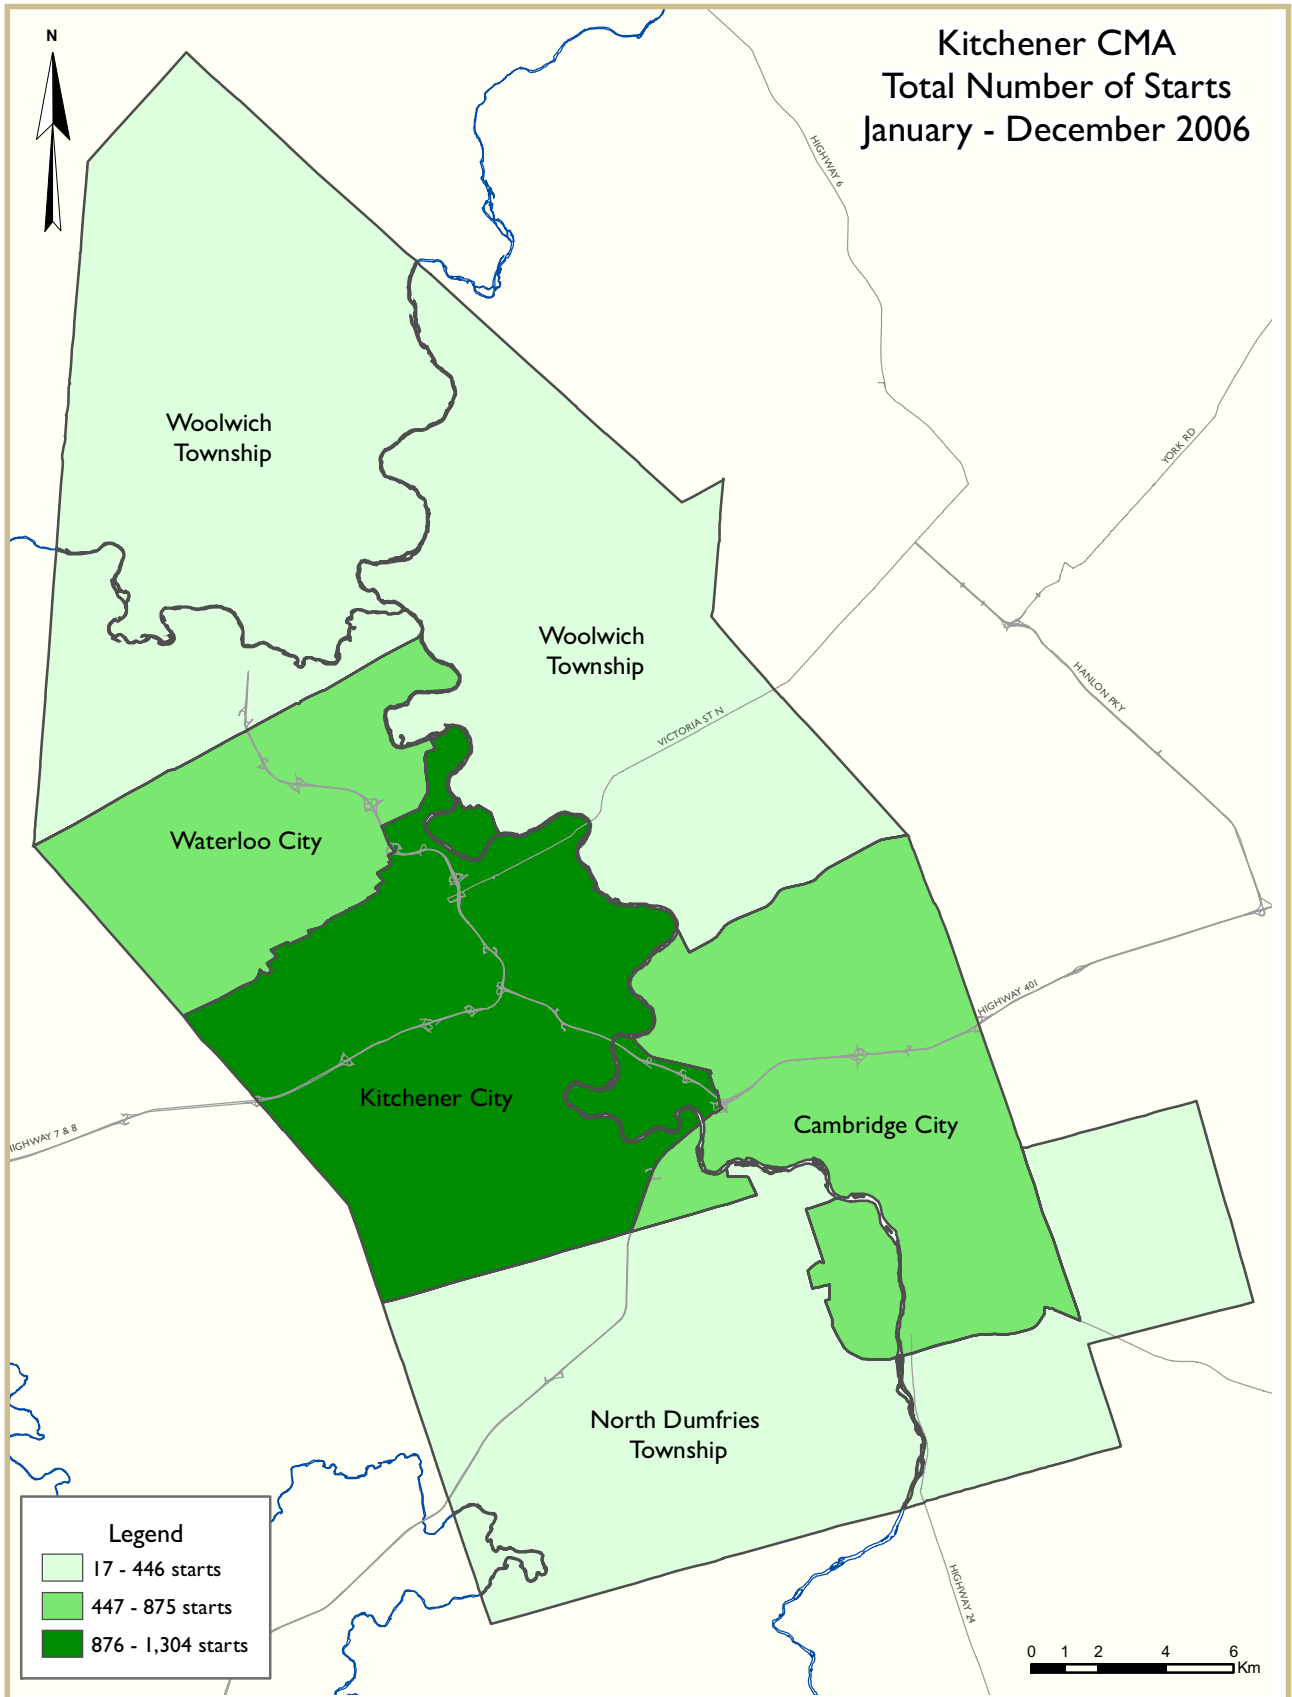 Kitchener CMA
Total Number of Starts
January - December 2006
N
HIGHWAY 6
YORK RD
Woolwich
Township
Woolwich
Township
HANLON PKY
VICTORIA ST N
Waterloo City
HIGHWAY 401
Kitchener City
Cambridge City
HIGHWAY 7 & 8
North Dumfries
Township
HIGHWAY 24
Legend
17 - 446 starts
447 - 875 starts
876 - 1,304 starts
0 1 2 4 6
Km